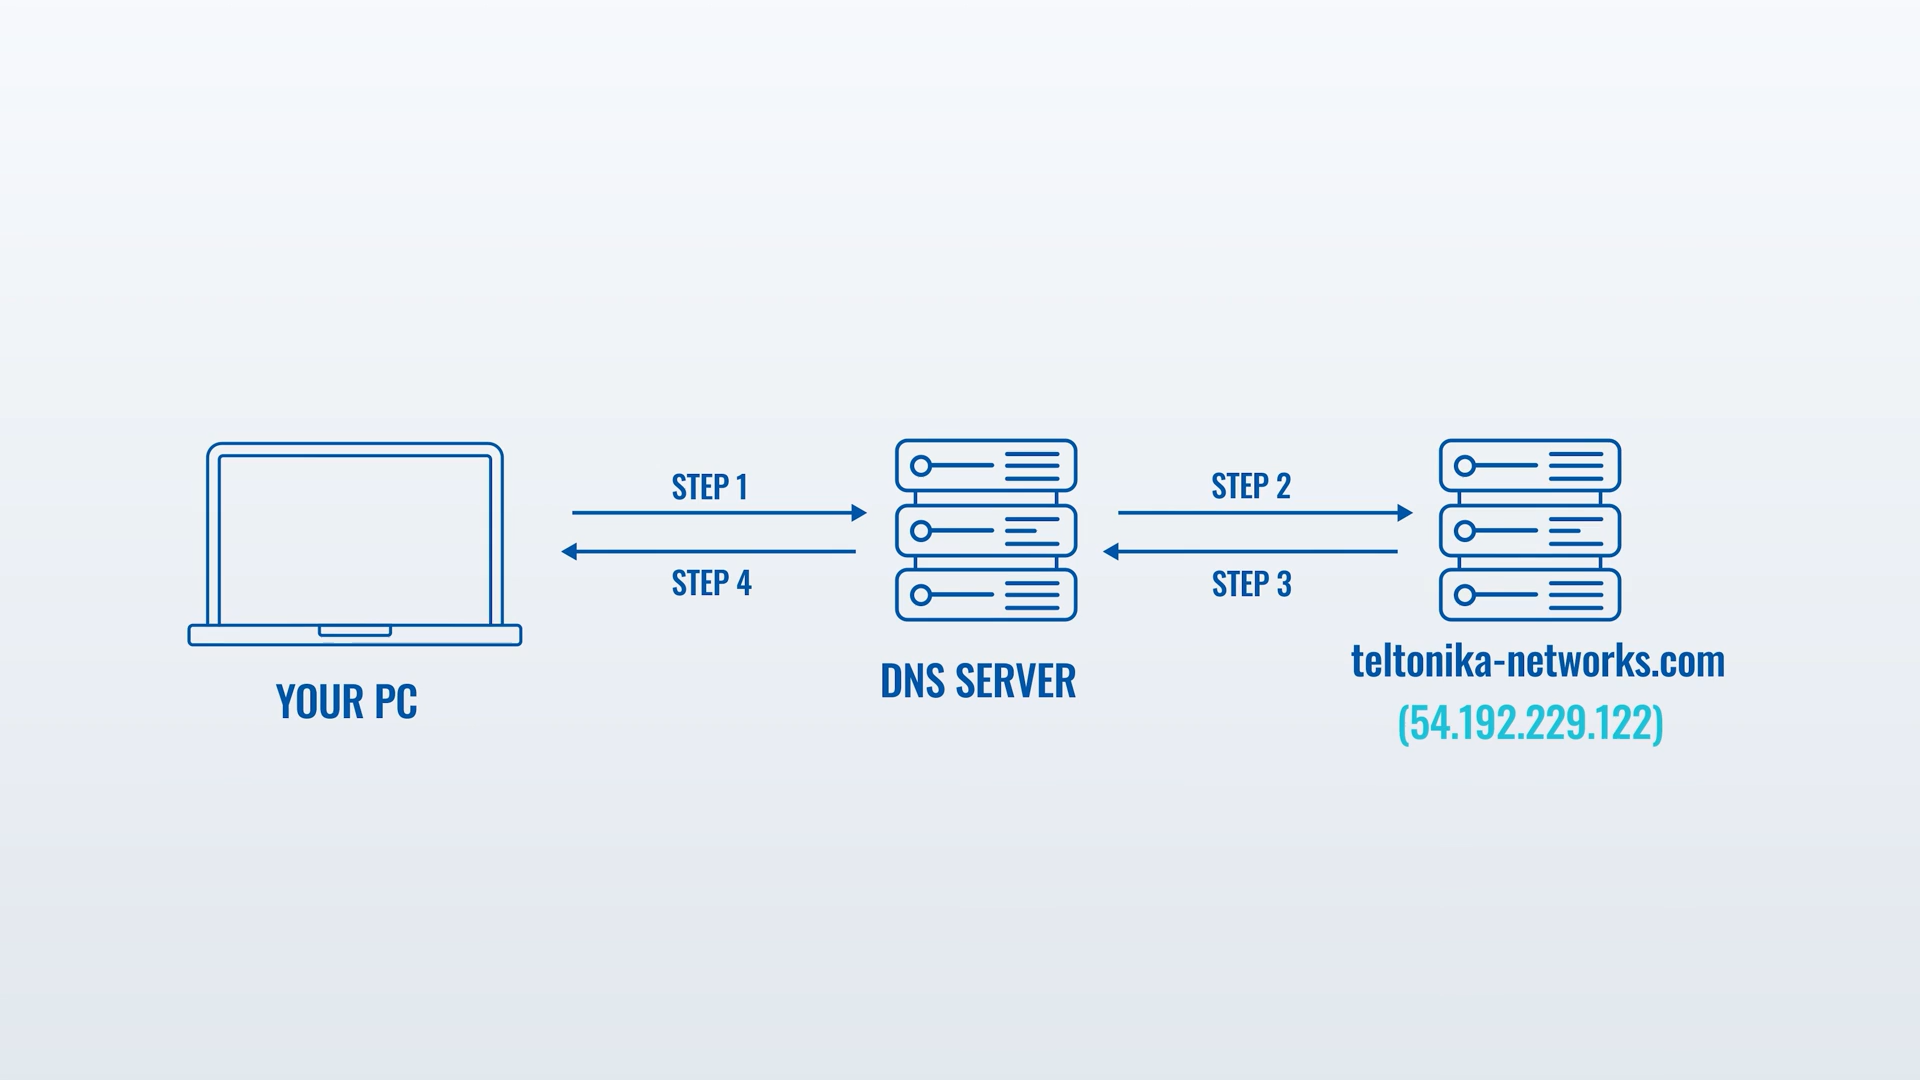 STEP 1
STEP 2
STEP 4
STEP 3
YOUR PC
DNS SERVER
teltonika-networks.com
(54.192.229.122)